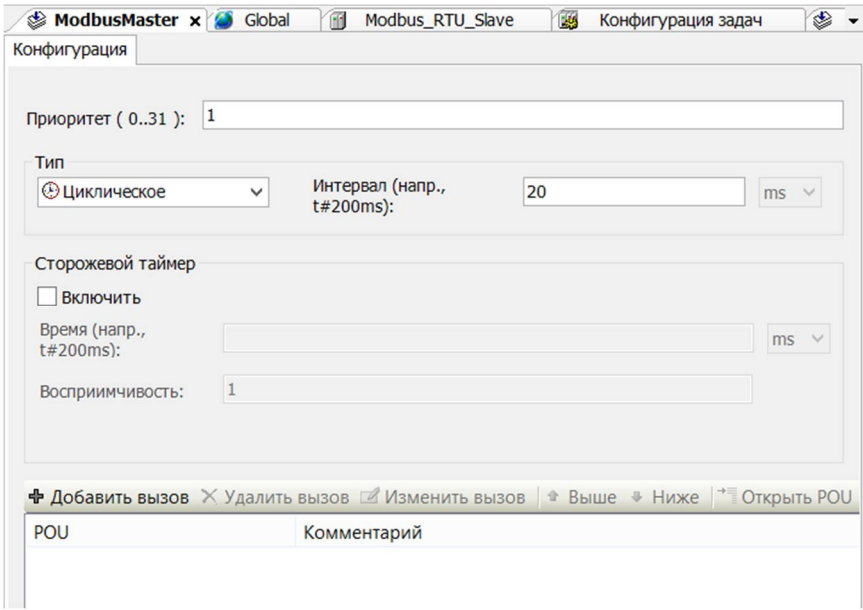 ModbusMaster x Global Modbus_RTU_Slave Конфигурация задач
Конфигурация
Приоритет ( 0..31 ): 1
Тип
Циклическое
Интервал (напр.,
t#200ms):
20
ms
Сторожевой таймер
Включить
Время (напр.,
t#200ms):
ms
Восприимчивость: 1
Добавить вызов Удалить вызов Изменить вызов Выше Ниже Открыть POU
POU Комментарий